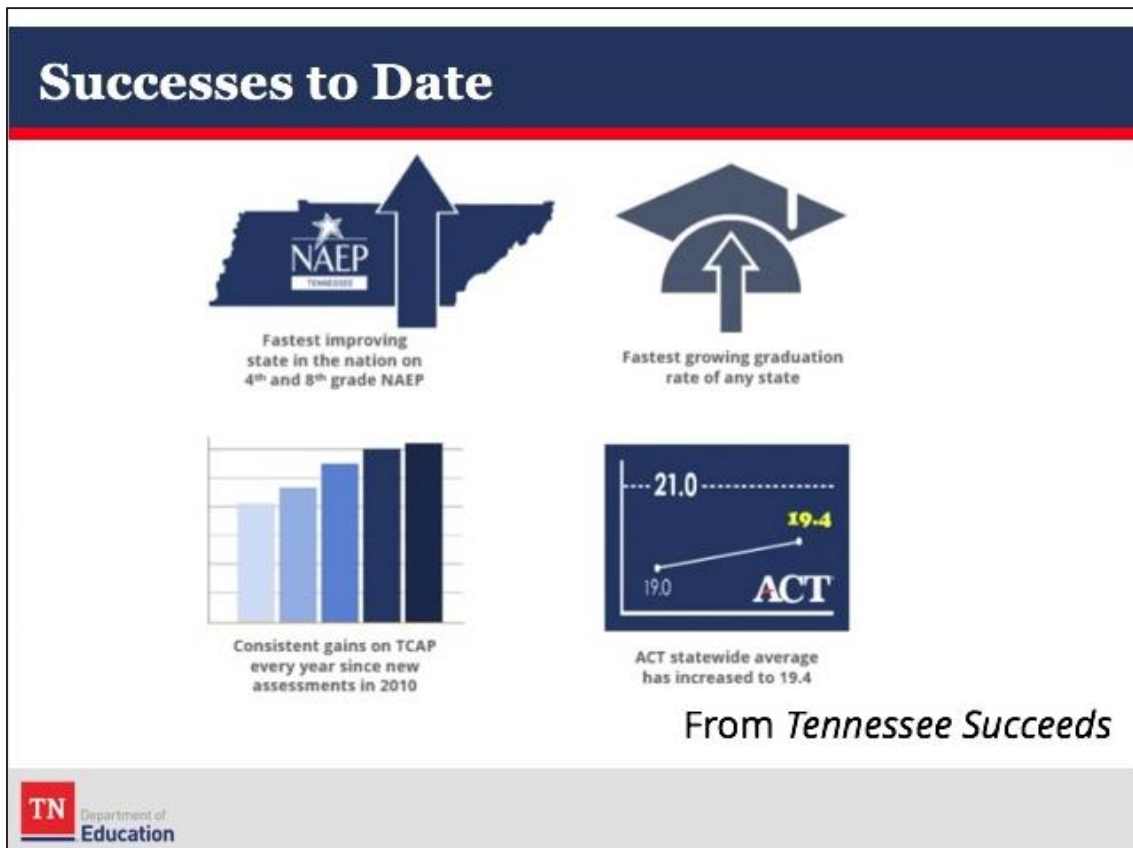 Successes to Date
NAEP
TENNESSEE
Fastest improving
state in the nation on
4th and 8th grade NAEP
Fastest growing graduation
rate of any state
Consistent gains on TCAP
every year since new
assessments in 2010
21.0
19.4
19.0
ACT
ACT statewide average
has increased to 19.4
From Tennessee Succeeds
TN
Department of
Education